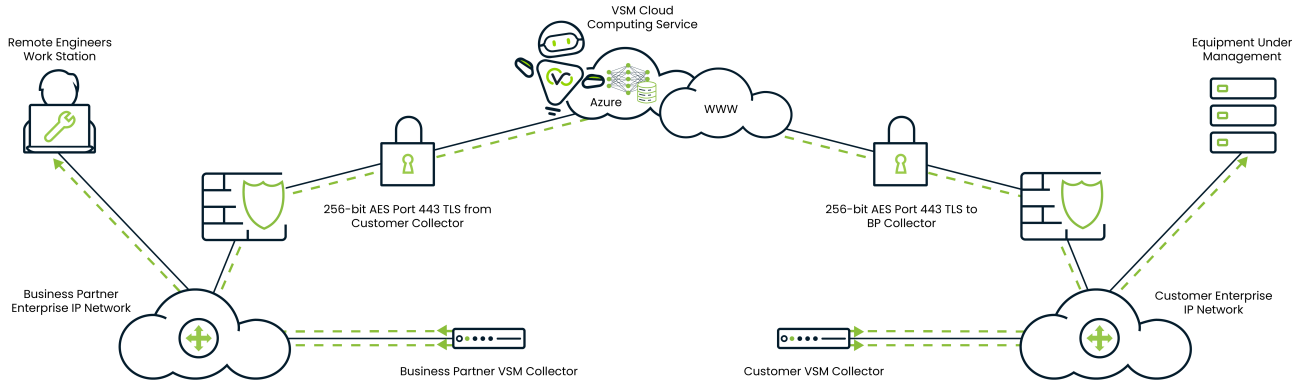 VSM Cloud
Computing Service
Remote Engineers
Work Station
Equipment Under
Management
Azure
WWW
256-bit AES Port 443 TLS from
Customer Collector
256-bit AES Port 443 TLS to
BP Collector
Business Partner
Enterprise IP Network
Customer Enterprise
IP Network
Business Partner VSM Collector
Customer VSM Collector